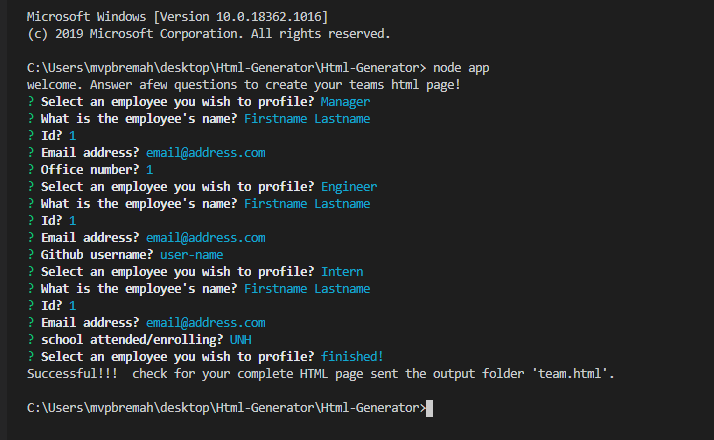 Microsoft Windows [Version 10.0.18362.1016]
(c) 2019 Microsoft Corporation. All rights reserved.
C:\Users\mvpbremah\desktop\Html-Generator\Html-Generator> node app
welcome. Answer afew questions to create your teams html page!
? Select an employee you wish to profile? Manager
? What is the employee's name? Firstname Lastname
? Id? 1
? Email address? email@address.com
? Office number? 1
? Select an employee you wish to profile? Engineer
? What is the employee's name? Firstname Lastname
? Id? 1
? Email address? email@address.com
? Github username? user-name
? Select an employee you wish to profile? Intern
? What is the employee's name? Firstname Lastname
? Id? 1
? Email address? email@address.com
? school attended/enrolling? UNH
? Select an employee you wish to profile? finished!
Successful!!!  check for your complete HTML page sent the output folder 'team.html'.
C:\Users\mvpbremah\desktop\Html-Generator\Html-Generator>